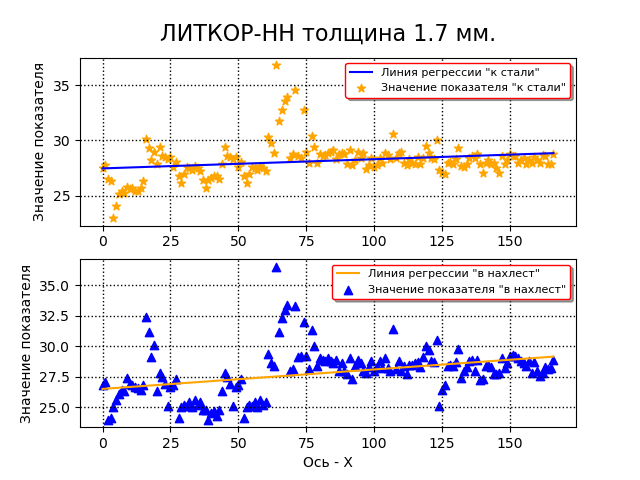 ЛИТКОР-НН толщина 1.7 мм.
Значение показателя
35
30
25
Линия регрессии "к стали"
Значение показателя "к стали"
0 25 50 75 100 125 150
Значение показателя
35.0
32.5
30.0
27.5
25.0
Линия регрессии "в нахлест"
Значение показателя "в нахлест"
0 25 50 75 100 125 150
Ось - X